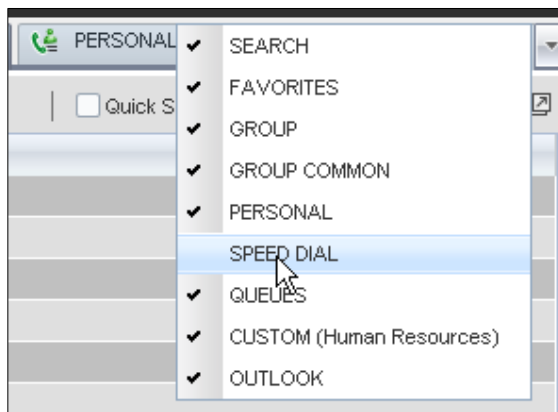 PERSONAL
Quick S
SEARCH
FAVORITES
GROUP
GROUP COMMON
PERSONAL
SPEED DIAL
QUEUES
CUSTOM (Human Resources)
OUTLOOK